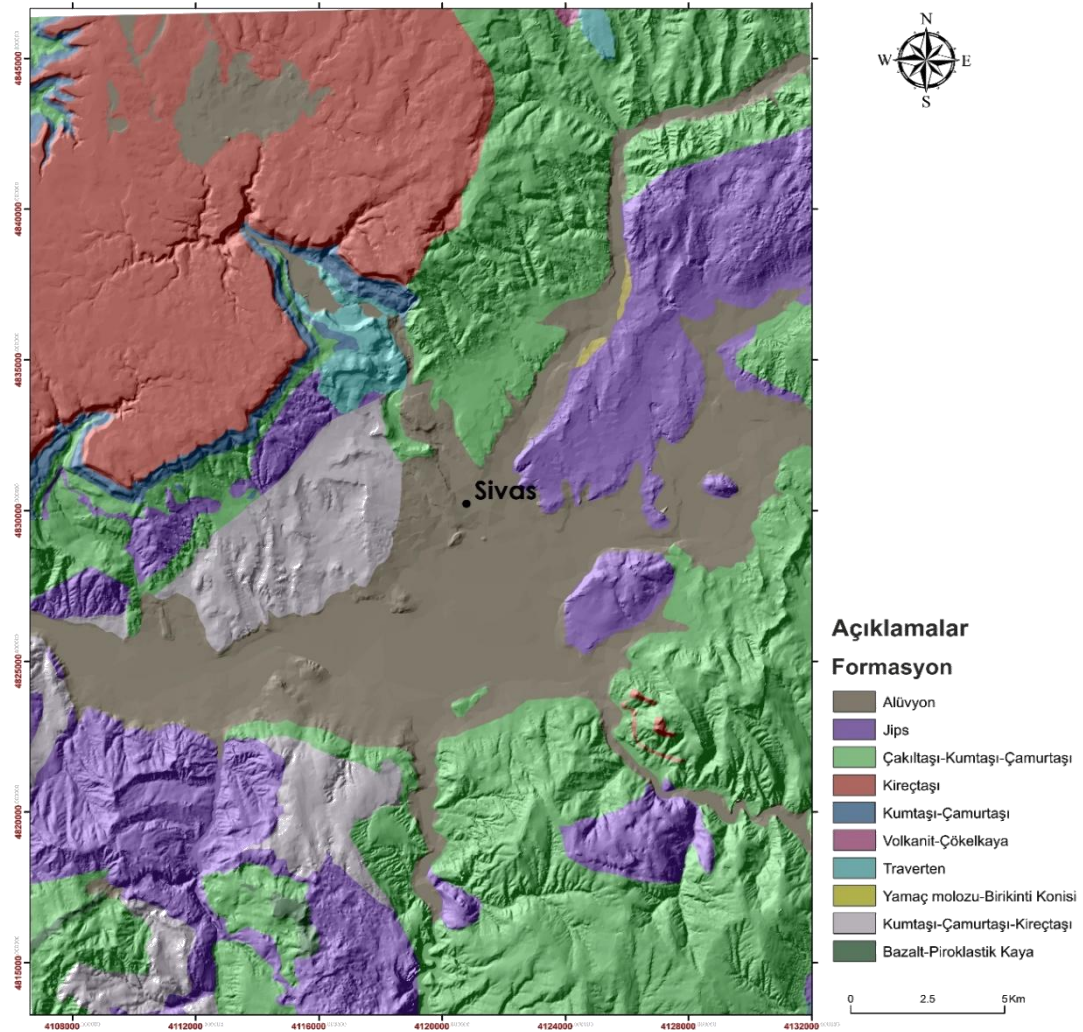 N
W E
S
4845000
4840000
4835000
4830000
4825000
4820000
4815000
Sivas
Açıklamalar
Formasyon
Alüvyon
Jips
Çakıltaşı-Kumtaşı-Çamurtaşı
Kireçtaşı
Kumtaşı-Çamurtaşı
Volkanit-Çökelkaya
Traverten
Yamaç molozu-Birikinti Konisi
Kumtaşı-Çamurtaşı-Kireçtaşı
Bazalt-Piroklastik Kaya
0 2.5 5Km
4108000 4112000 4116000 4120000 4124000 4128000 4132000